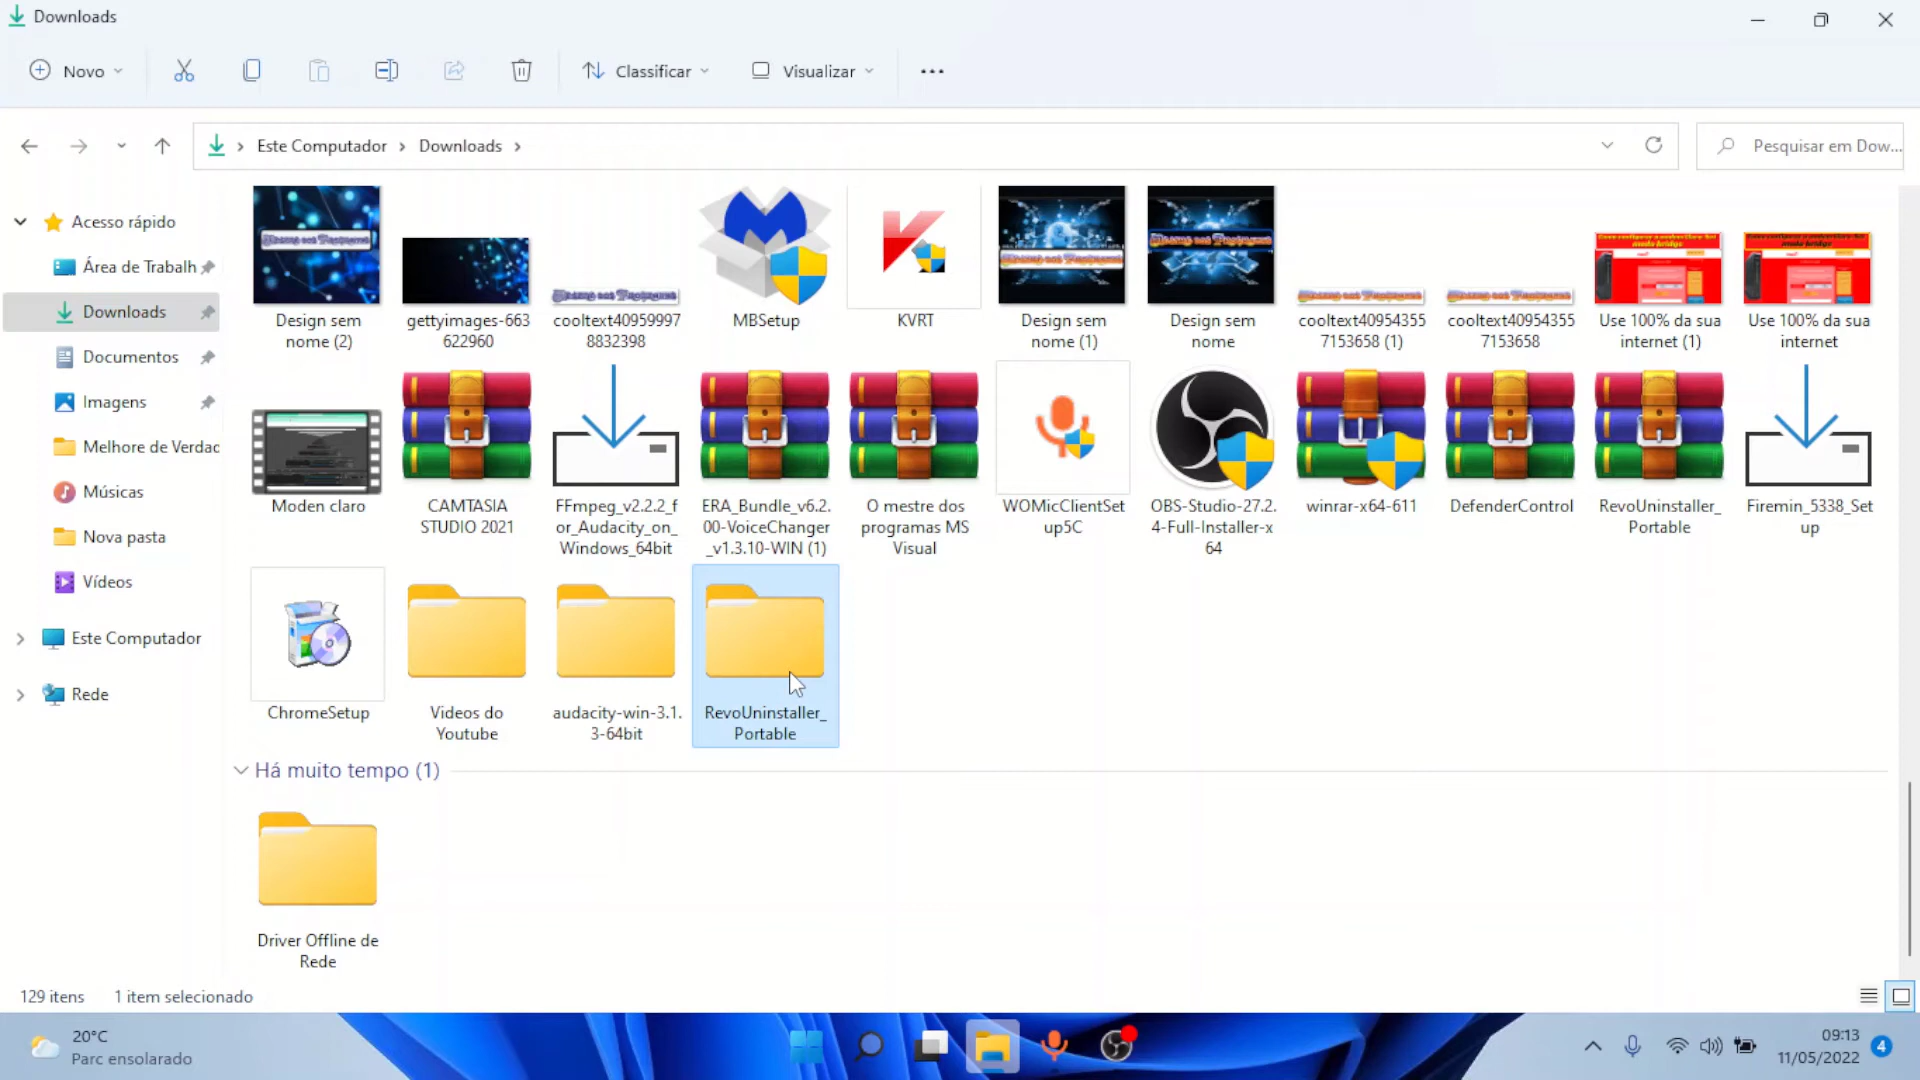 Downloads
Novo
Classificar
Visualizar
Este Computador
Downloads
Pesquisar em Dow...
Acesso rápido
Área de Trabalh
Downloads
Documentos
Imagens
Melhore de Verdac
Músicas
Nova pasta
Vídeos
Este Computador
Rede
Design sem
nome (2)
gettyimages-663
622960
cooltext40959997
8832398
MBSetup
KVRT
Design sem
nome (1)
Design sem
nome
cooltext40954355
7153658 (1)
cooltext40954355
7153658
Use 100% da sua
internet (1)
Use 100% da sua
internet
Moden claro
CAMTASIA
STUDIO 2021
FFmpeg_v2.2.2_f
or_Audacity_on_
Windows_64bit
ERA_Bundle_v6.2.
00-VoiceChanger
_v1.3.10-WIN (1)
O mestre dos
programas MS
Visual
WOMicClientSet
up5C
OBS-Studio-27.2.
4-Full-Installer-x
64
winrar-x64-611
DefenderControl
RevoUninstaller_
Portable
Firemin_5338_Set
up
ChromeSetup
Videos do
Youtube
audacity-win-3.1.
3-64bit
RevoUninstaller_
Portable
Há muito tempo (1)
Driver Offline de
Rede
129 itens
1 item selecionado
20°C
Parc ensolarado
09:13
11/05/2022
4